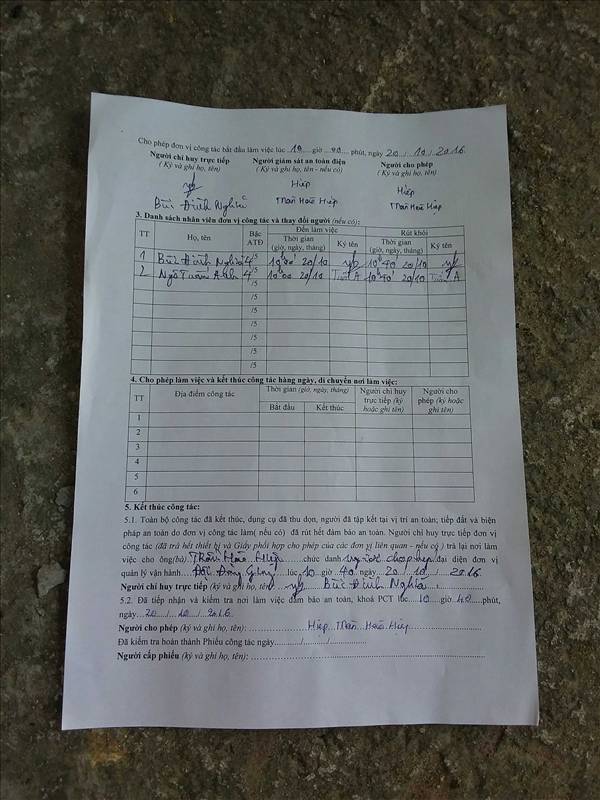 Cho phép đơn vị công tác bắt đầu làm việc lúc 10 giờ 00 phút, ngày 20 / 10 / 2016
Người chỉ huy trực tiếp Người giám sát an toàn điện Người cho phép
( Ký và ghi họ, tên) (Ký và ghi họ, tên - nếu có) ( Ký và ghi họ, tên)
Hiệp Hiệp
Bùi Đình Nghĩa Trần Hoà Hiệp Trần Hoà Hiệp
3. Danh sách nhân viên đơn vị công tác và thay đổi người (nếu có):
TT Họ, tên Bậc ATĐ Đến làm việc Rút khỏi
Thời gian (giờ, ngày, tháng) Ký tên Thời gian (giờ, ngày, tháng) Ký tên
1 Bùi Đình Nghĩa 4/5 10h00' 20/10 10h40' 20/10
2 Ngô Tuấn Anh 4/5 10h00 20/10 Tuấn A 10h40' 20/10 Tuấn A
/5
/5
/5
/5
/5
/5
4. Cho phép làm việc và kết thúc công tác hàng ngày, di chuyển nơi làm việc:
TT Địa điểm công tác Thời gian (giờ, ngày, tháng) Người chỉ huy trực tiếp (ký hoặc ghi tên) Người cho phép (ký hoặc ghi tên)
Bắt đầu Kết thúc
1
2
3
4
5
6
5. Kết thúc công tác:
5.1. Toàn bộ công tác đã kết thúc, dụng cụ đã thu dọn, người đã tập kết tại vị trí an toàn; tiếp đất và biện
pháp an toàn do đơn vị công tác làm( nếu có) đã rút hết đảm bảo an toàn. Người chỉ huy trực tiếp đơn vị
công tác (đã trả hết thiết bị và Giấy phối hợp cho phép của các đơn vị liên quan - nếu có ) trả lại nơi làm
việc cho ông(bà) Trần Hoà Hiệp chức danh người cho phép đại diện đơn vị
quản lý vận hành lúc 10 giờ 40 ngày 20 / 10 / 2016
Người chỉ huy trực tiếp (ký và ghi họ, tên) Bùi Đình Nghĩa
5.2. Đã tiếp nhận và kiểm tra nơi làm việc đảm bảo an toàn, khoá PCT lúc 10 giờ 40 phút,
ngày 20 / 10 / 2016
Người cho phép (ký và ghi họ, tên): Hiệp Trần Hoà Hiệp
Đã kiểm tra hoàn thành Phiếu công tác ngày ....../....../......
Người cấp phiếu (ký và ghi họ, tên):